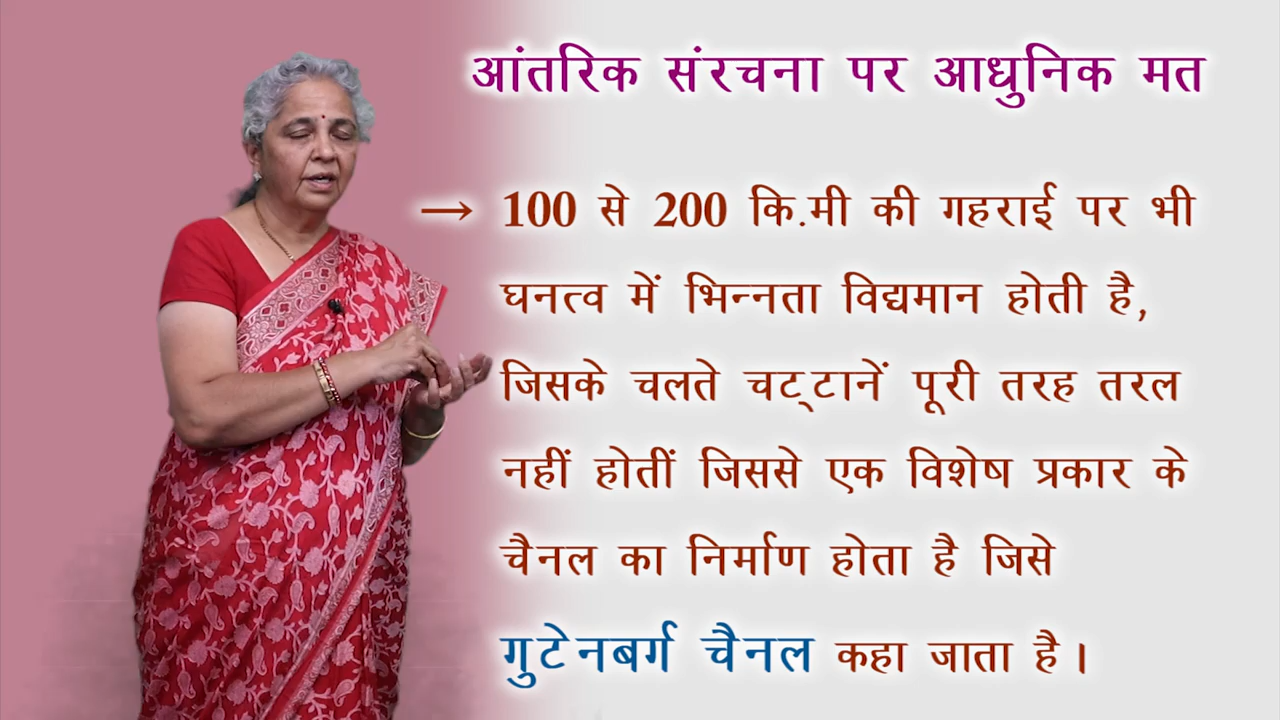 आंतरिक संरचना पर आधुनिक मत
→ 100 से 200 कि.मी की गहराई पर भी
घनत्व में भिन्नता विद्यमान होती है,
जिसके चलते चट्टानें पूरी तरह तरल
नहीं होतीं जिससे एक विशेष प्रकार के
चैनल का निर्माण होता है जिसे
गुटेनबर्ग चैनल कहा जाता है।